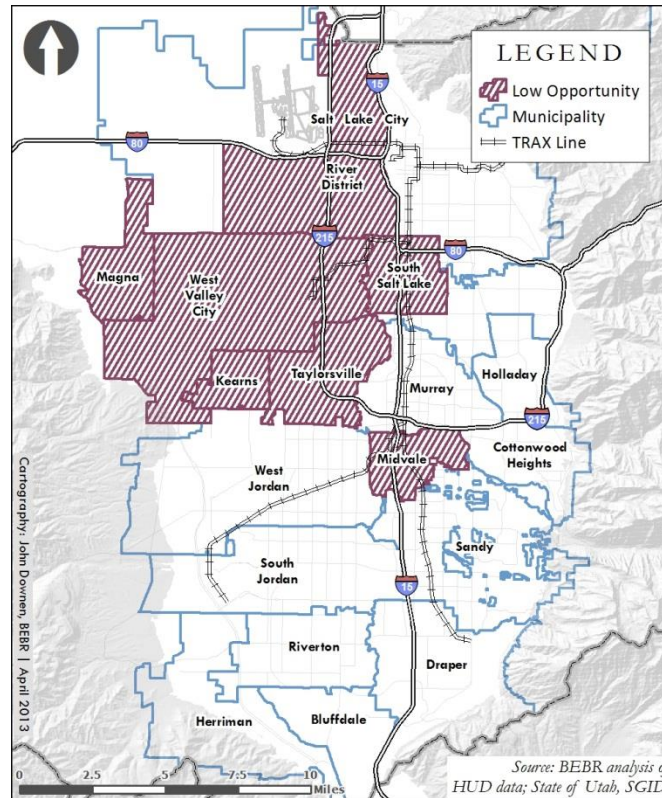 LEGEND
Low Opportunity
Municipality
TRAX Line
15
Salt Lake City
80
River
District
215
80
South
Salt Lake
Magna
West
Valley
City
Kearns
Taylorsville
Murray
Holladay
215
Midvale
Cottonwood
Heights
West
Jordan
Sandy
South
Jordan
15
Riverton
Draper
Herriman
Bluffdale
Cartography: John Downen, BEBR | April 2013
0 2.5 5 7.5 10
Miles
Source: BEBR analysis o
HUD data; State of Utah, SGID